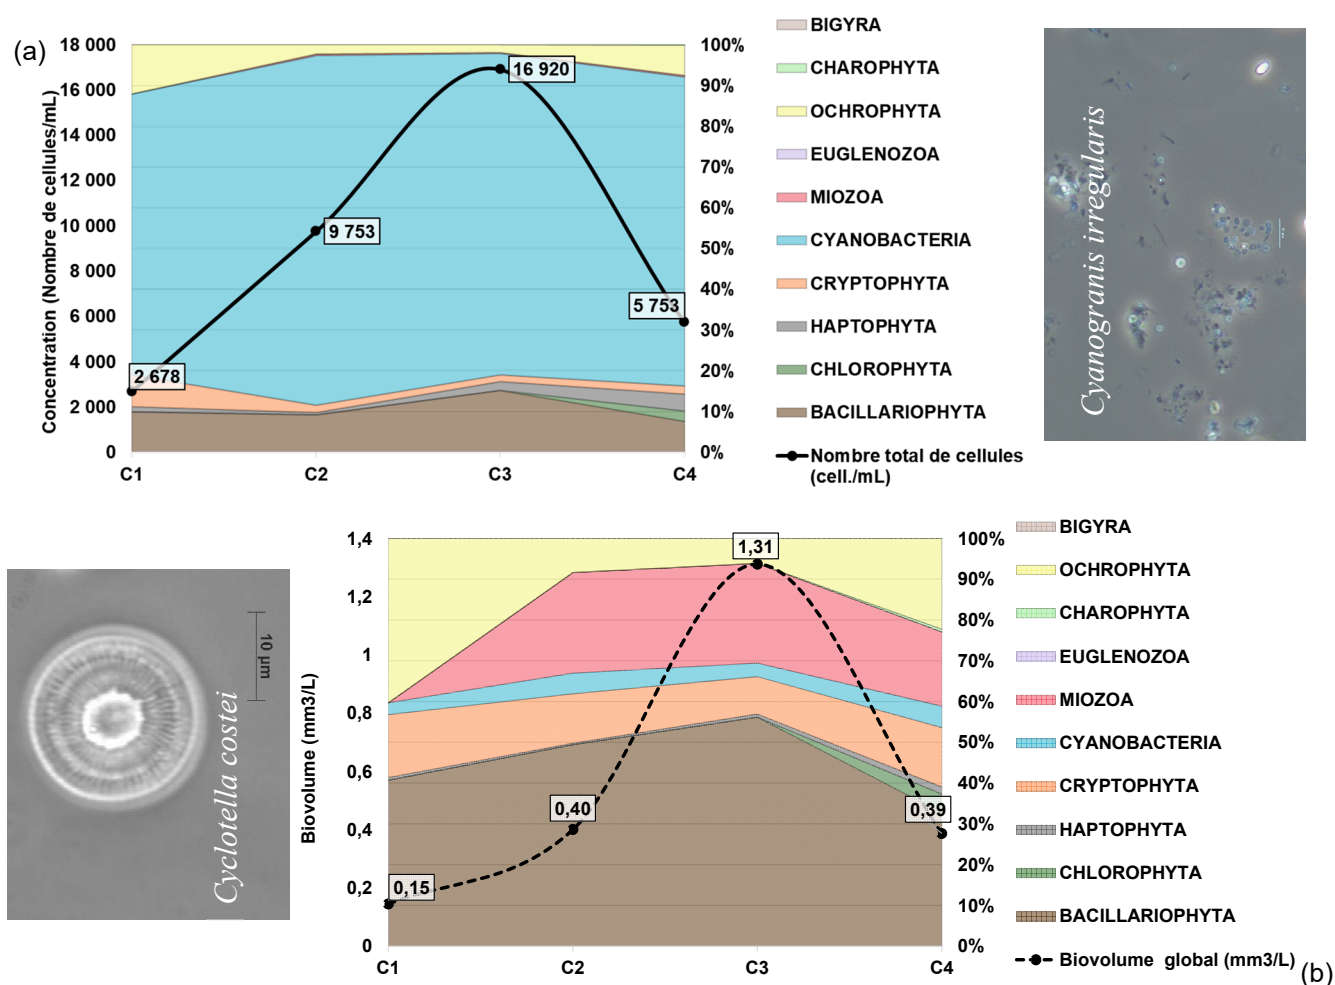 (a)
Concentration (Nombre de cellules/mL)
18 000
16 000
14 000
12 000
10 000
8 000
6 000
4 000
2 000
0
2 678
9 753
16 920
5 753
C1
C2
C3
C4
100%
90%
80%
70%
60%
50%
40%
30%
20%
10%
0%
BIGYRA
CHAROPHYTA
OCHROPHYTA
EUGLENOZOA
MIOZOA
CYANOBACTERIA
CRYPTOPHYTA
HAPTOPHYTA
CHLOROPHYTA
BACILLARIOPHYTA
Nombre total de cellules
(cell./mL)
Cyanogranis irregularis
Cyclotella costei
10 µm
Biovolume (mm3/L)
1,4
1,2
1
0,8
0,6
0,4
0,2
0
0,15
0,40
1,31
0,39
C1
C2
C3
C4
100%
90%
80%
70%
60%
50%
40%
30%
20%
10%
0%
BIGYRA
OCHROPHYTA
CHAROPHYTA
EUGLENOZOA
MIOZOA
CYANOBACTERIA
CRYPTOPHYTA
HAPTOPHYTA
CHLOROPHYTA
BACILLARIOPHYTA
Biovolume global (mm3/L)
(b)